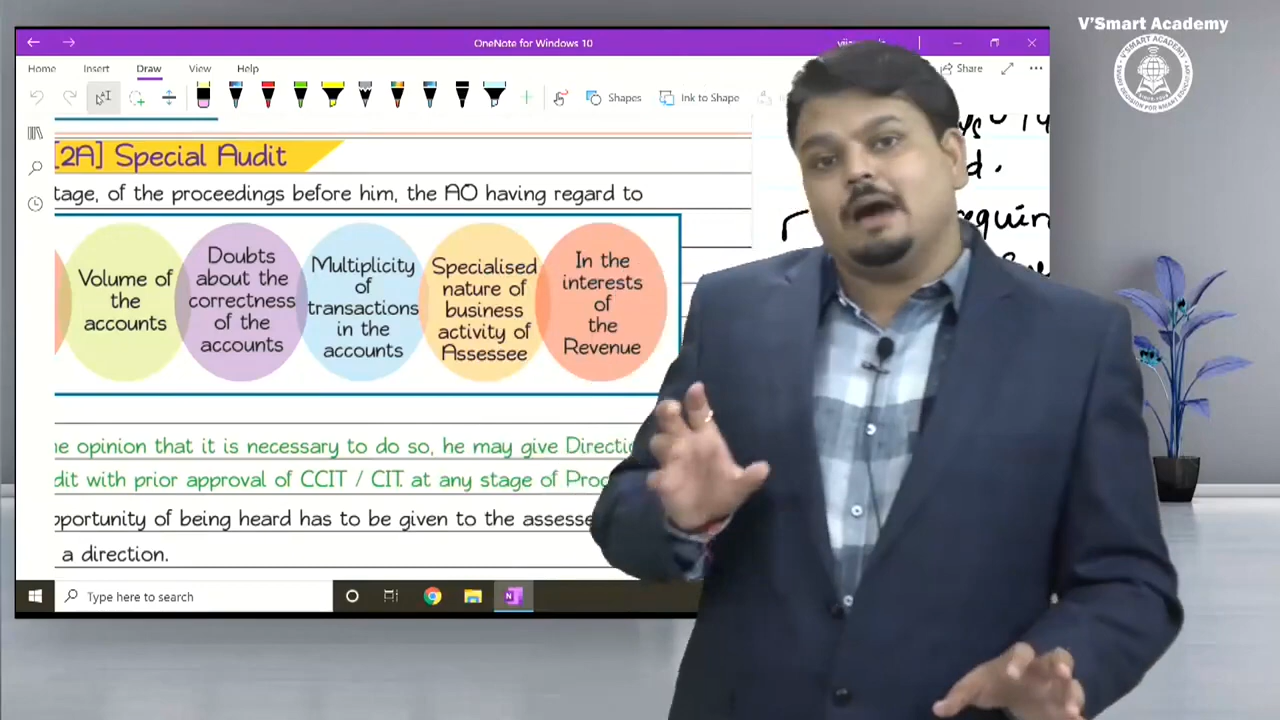 V'Smart Academy
OneNote for Windows 10
Home Insert Draw View Help
Share
Shapes Ink to Shape
[2A] Special Audit
tage, of the proceedings before him, the AO having regard to
Volume of
the
accounts
Doubts
about the
correctness
of the
accounts
Multiplicity
of
transactions
in the
accounts
Specialised
nature of
business
activity of
Assessee
In the
interests
of
the
Revenue
opinion that it is necessary to do so, he may give
with prior approval of CCIT / CIT. at any stage of
of being heard has to be given to the
a direction.
Type here to search